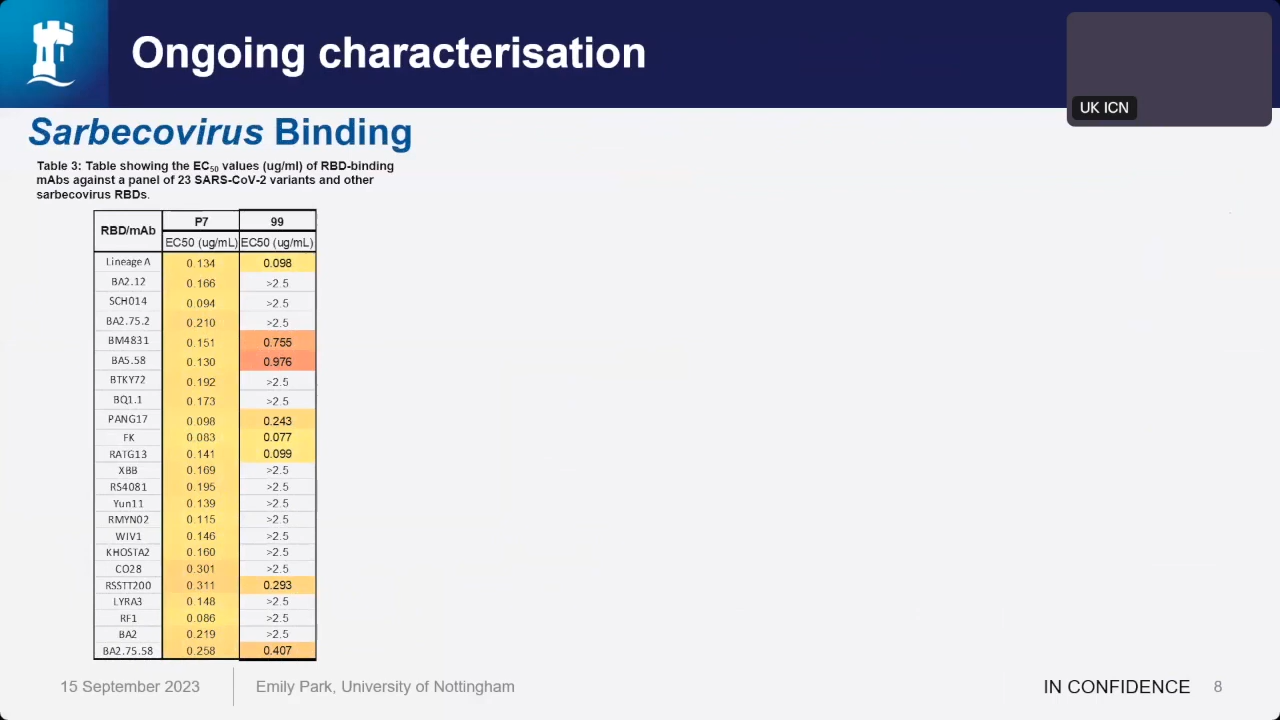 Ongoing characterisation
UK ICN
Sarbecovirus Binding
Table 3: Table showing the EC50 values (ug/ml) of RBD-binding
mAbs against a panel of 23 SARS-CoV-2 variants and other
sarbecovirus RBDs.
RBD/mAb P7 99
EC50 (ug/mL) EC50 (ug/mL)
Lineage A 0.134 0.098
BA2.12 0.166 >2.5
SCH014 0.094 >2.5
BA2.75.2 0.210 >2.5
BM4831 0.151 0.755
BA5.58 0.130 0.976
BTKY72 0.192 >2.5
BQ1.1 0.173 >2.5
PANG17 0.098 0.243
FK 0.083 0.077
RATG13 0.141 0.099
XBB 0.169 >2.5
RS4081 0.195 >2.5
Yun11 0.139 >2.5
RMYN02 0.115 >2.5
WIV1 0.146 >2.5
KHOSTA2 0.160 >2.5
CO28 0.301 >2.5
RSSTT200 0.311 0.293
LYRA3 0.148 >2.5
RF1 0.086 >2.5
BA2 0.219 >2.5
BA2.75.58 0.258 0.407
15 September 2023 Emily Park, University of Nottingham IN CONFIDENCE 8